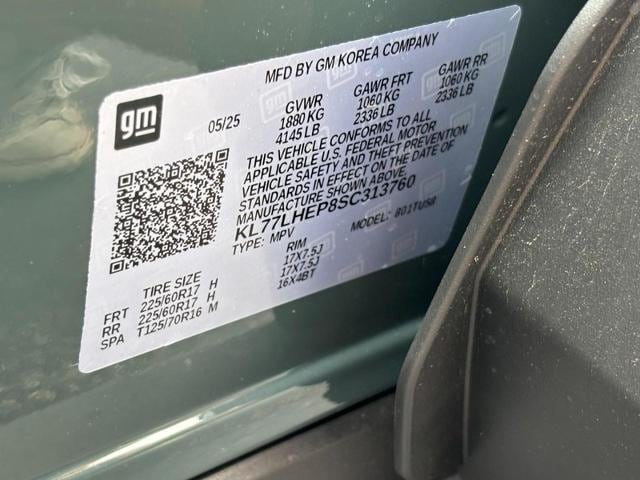 MFD BY GM KOREA COMPANY
gm
05/25
GVWR
1880 KG
4145 LB
GAWR FRT
1060 KG
2336 LB
GAWR RR
1060 KG
2336 LB
THIS VEHICLE CONFORMS TO ALL
APPLICABLE U.S. FEDERAL MOTOR
VEHICLE SAFETY AND THEFT PREVENTION
STANDARDS IN EFFECT ON THE DATE OF
MANUFACTURE SHOWN ABOVE.
KL77LHEP8SC313760
TYPE: MPV MODEL: 801TUS8
TIRE SIZE RIM
FRT 225/60R17 H 17X7.5J
RR 225/60R17 H 17X7.5J
SPA T125/70R16 M 16X4BT